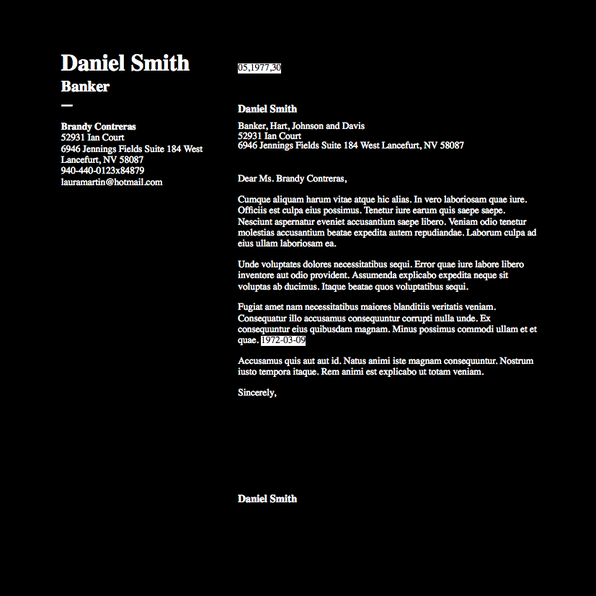 Daniel Smith
Banker
Brandy Contreras
52931 Ian Court
6946 Jennings Fields Suite 184 West
Lancefurt, NV 58087
940-440-0123x84879
lauramartin@hotmail.com
05,1977,30
Daniel Smith
Banker, Hart, Johnson and Davis
52931 Ian Court
6946 Jennings Fields Suite 184 West Lancefurt, NV 58087
Dear Ms. Brandy Contreras,
Cumque aliquam harum vitae atque hic alias. In vero laboriosam quae iure.
Officiis est culpa eius possimus. Tenetur iure earum quis saepe saepe.
Nesciunt aspernatur eveniet accusantium saepe libero. Veniam odio tenetur
molestias accusantium beatae expedita autem repudiandae. Laborum culpa ad
eius ullam laboriosam ea.
Unde voluptates dolores necessitatibus sequi. Error quae iure labore libero
inventore aut odio provident. Assumenda explicabo expedita neque sit
voluptas ab ducimus. Itaque beatae quos voluptatibus sequi.
Fugiat amet nam necessitatibus maiores blanditiis veritatis veniam.
Consequatur illo accusamus consequuntur corrupti nulla unde. Ex
consequuntur eius quibusdam magnam. Minus possimus commodi ullam et et
quae. 1972-03-09
Accusamus quis aut aut id. Natus animi iste magnam consequuntur. Nostrum
iusto tempora itaque. Rem animi est explicabo ut totam veniam.
Sincerely,
Daniel Smith